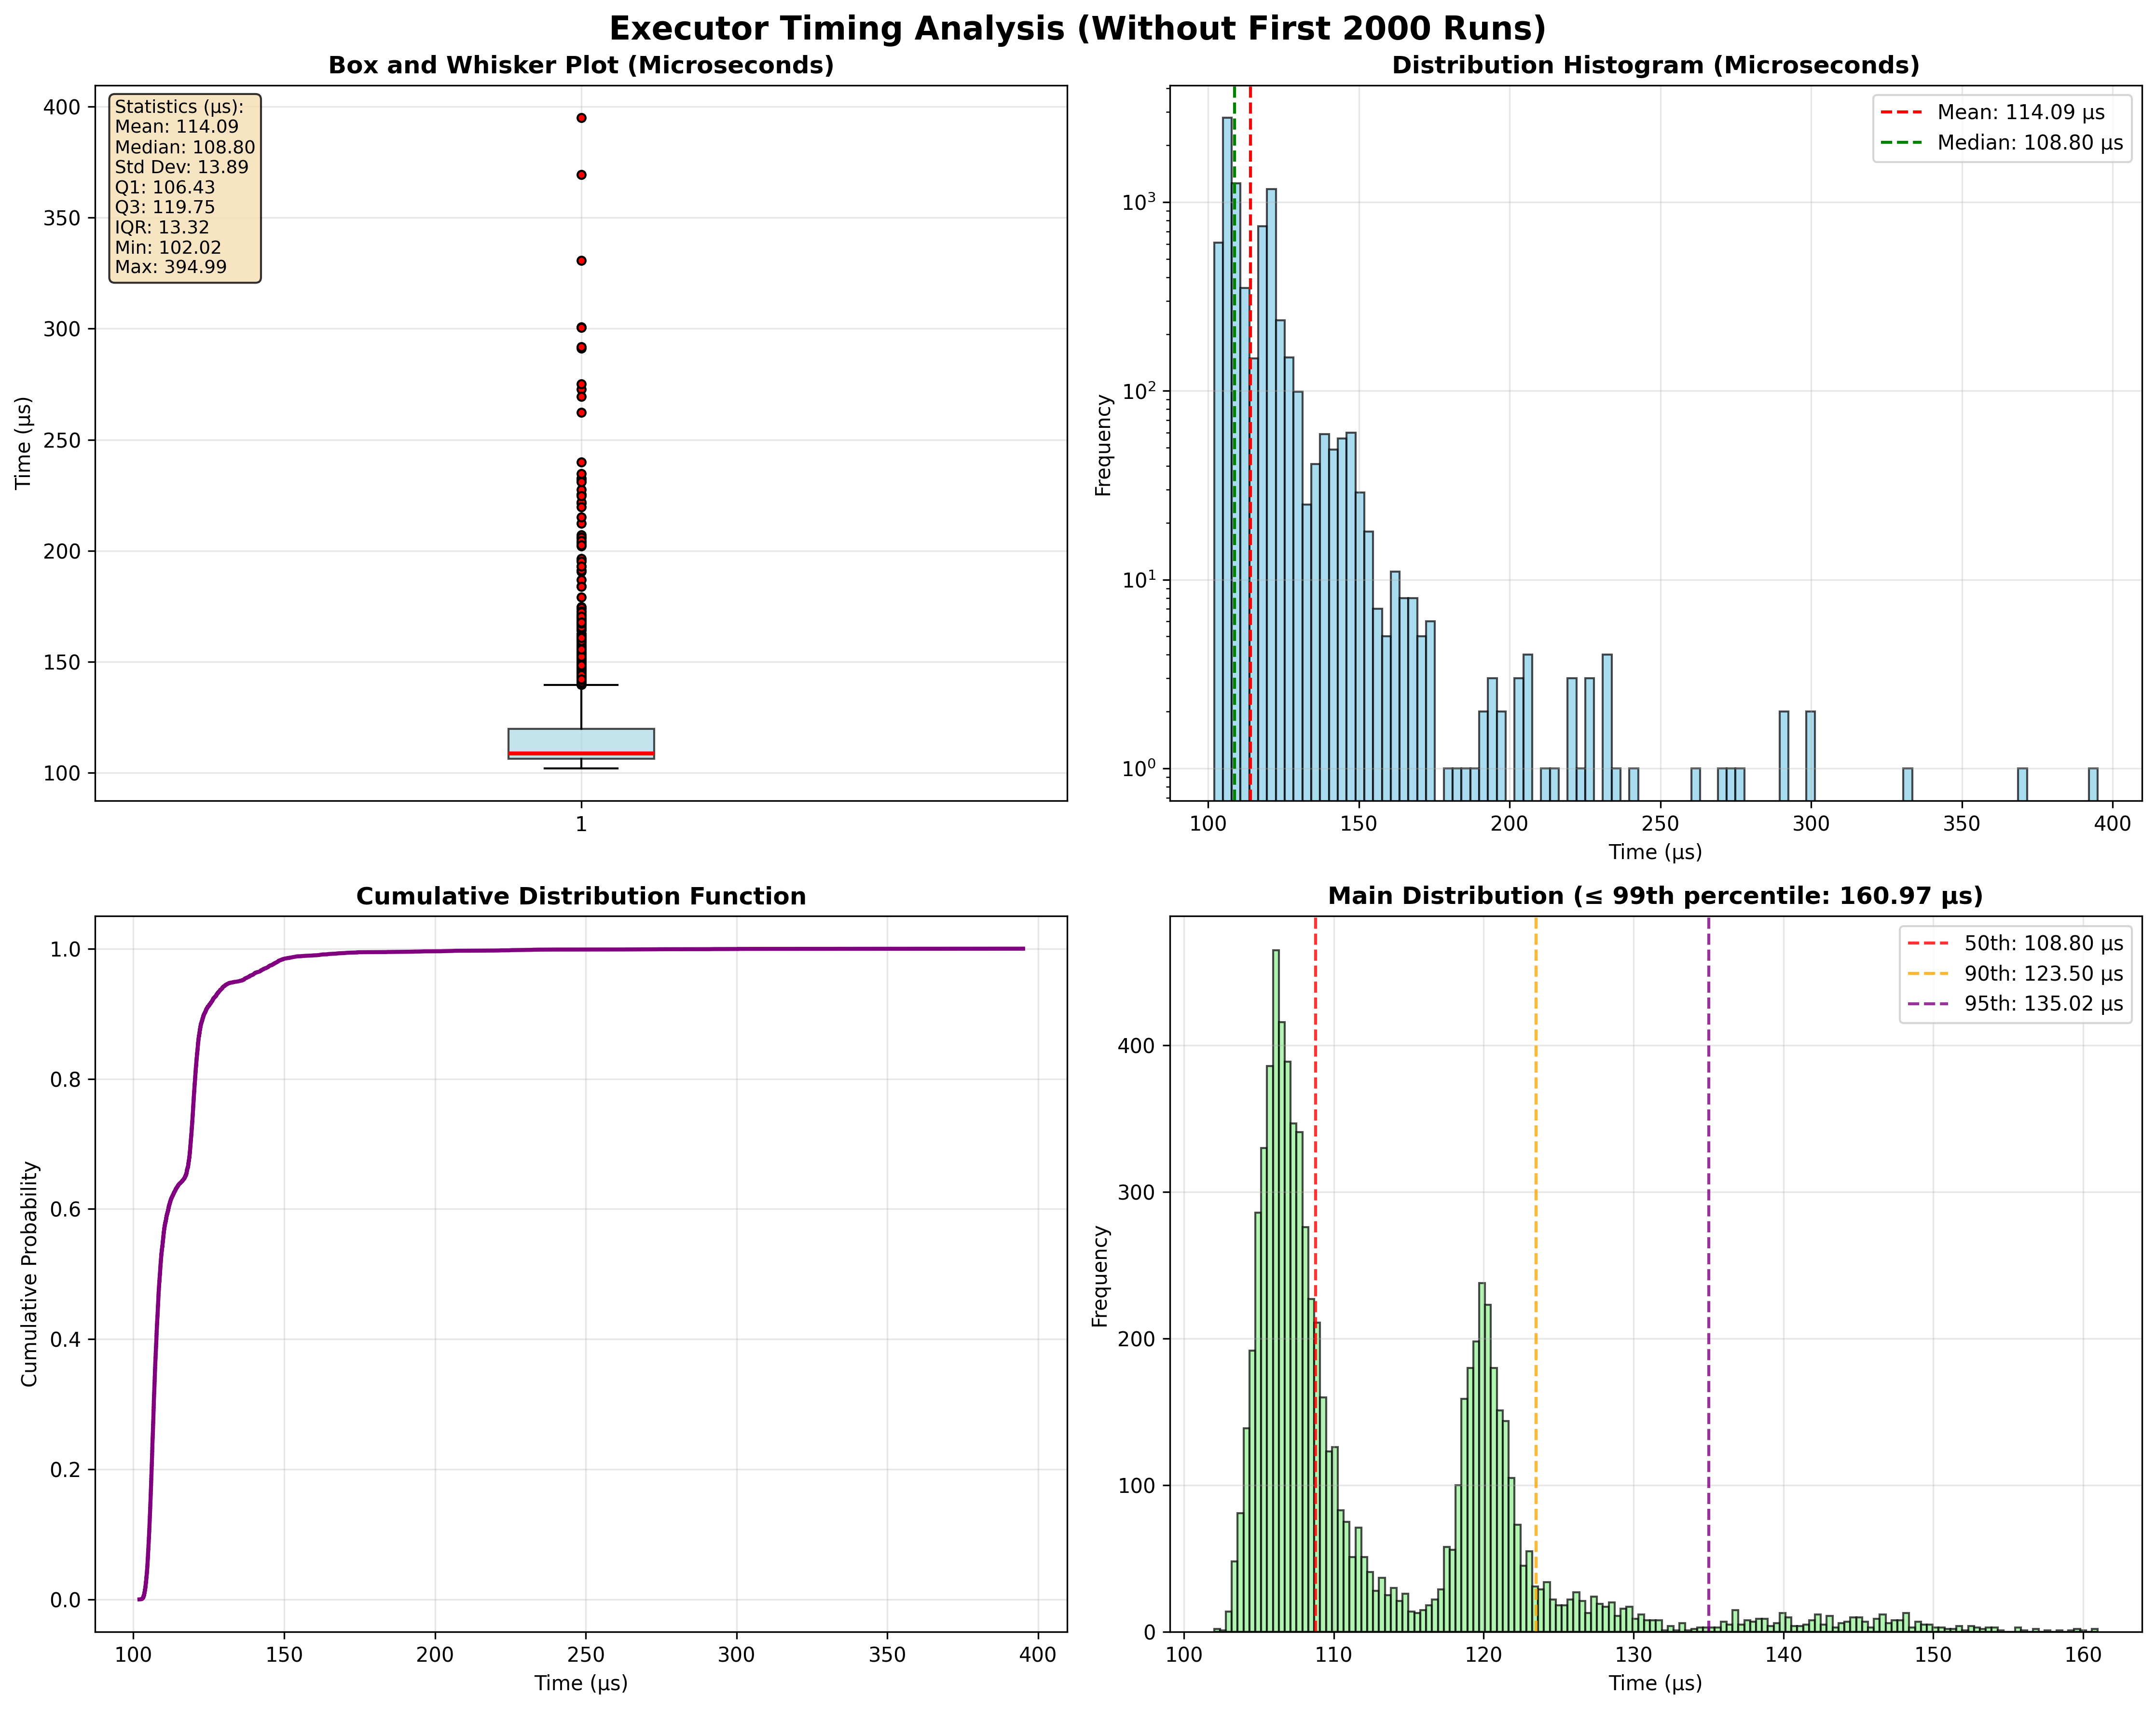 Executor Timing Analysis (Without First 2000 Runs)
Box and Whisker Plot (Microseconds)
Statistics (µs):
Mean: 114.09
Median: 108.80
Std Dev: 13.89
Q1: 106.43
Q3: 119.75
IQR: 13.32
Min: 102.02
Max: 394.99
Time (µs)
400
350
300
250
200
150
100
1
Distribution Histogram (Microseconds)
Mean: 114.09 µs
Median: 108.80 µs
Frequency
10³
10²
10¹
10⁰
100 150 200 250 300 350 400
Time (µs)
Cumulative Distribution Function
Cumulative Probability
1.0
0.8
0.6
0.4
0.2
0.0
100 150 200 250 300 350 400
Time (µs)
Main Distribution (≤ 99th percentile: 160.97 µs)
50th: 108.80 µs
90th: 123.50 µs
95th: 135.02 µs
Frequency
400
300
200
100
0
100 110 120 130 140 150 160
Time (µs)